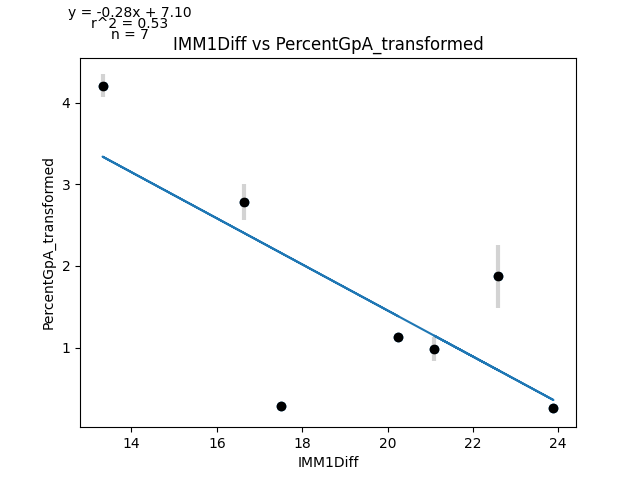 y = -0.28x + 7.10
r^2 = 0.53
n = 7
IMM1Diff vs PercentGpA_transformed
4
3
2
1
PercentGpA_transformed
14 16 18 20 22 24
IMM1Diff